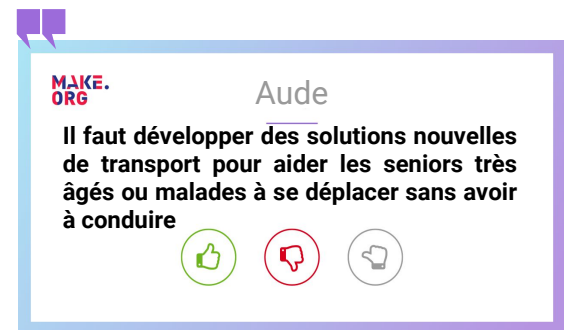 MAKE.
ORG
Aude
Il faut développer des solutions nouvelles
de transport pour aider les seniors très
âgés ou malades à se déplacer sans avoir
à conduire